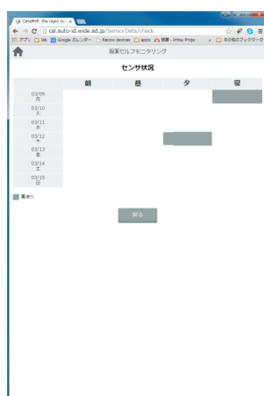 cal.auto-id.wide.ad.jp/SensorData/check
服薬セルフモニタリング
センサ状況
朝 昼 夕 寝
03/09
月
03/10
火
03/11
水
03/12
木
03/13
金
03/14
土
03/15
日
薬あり
戻る